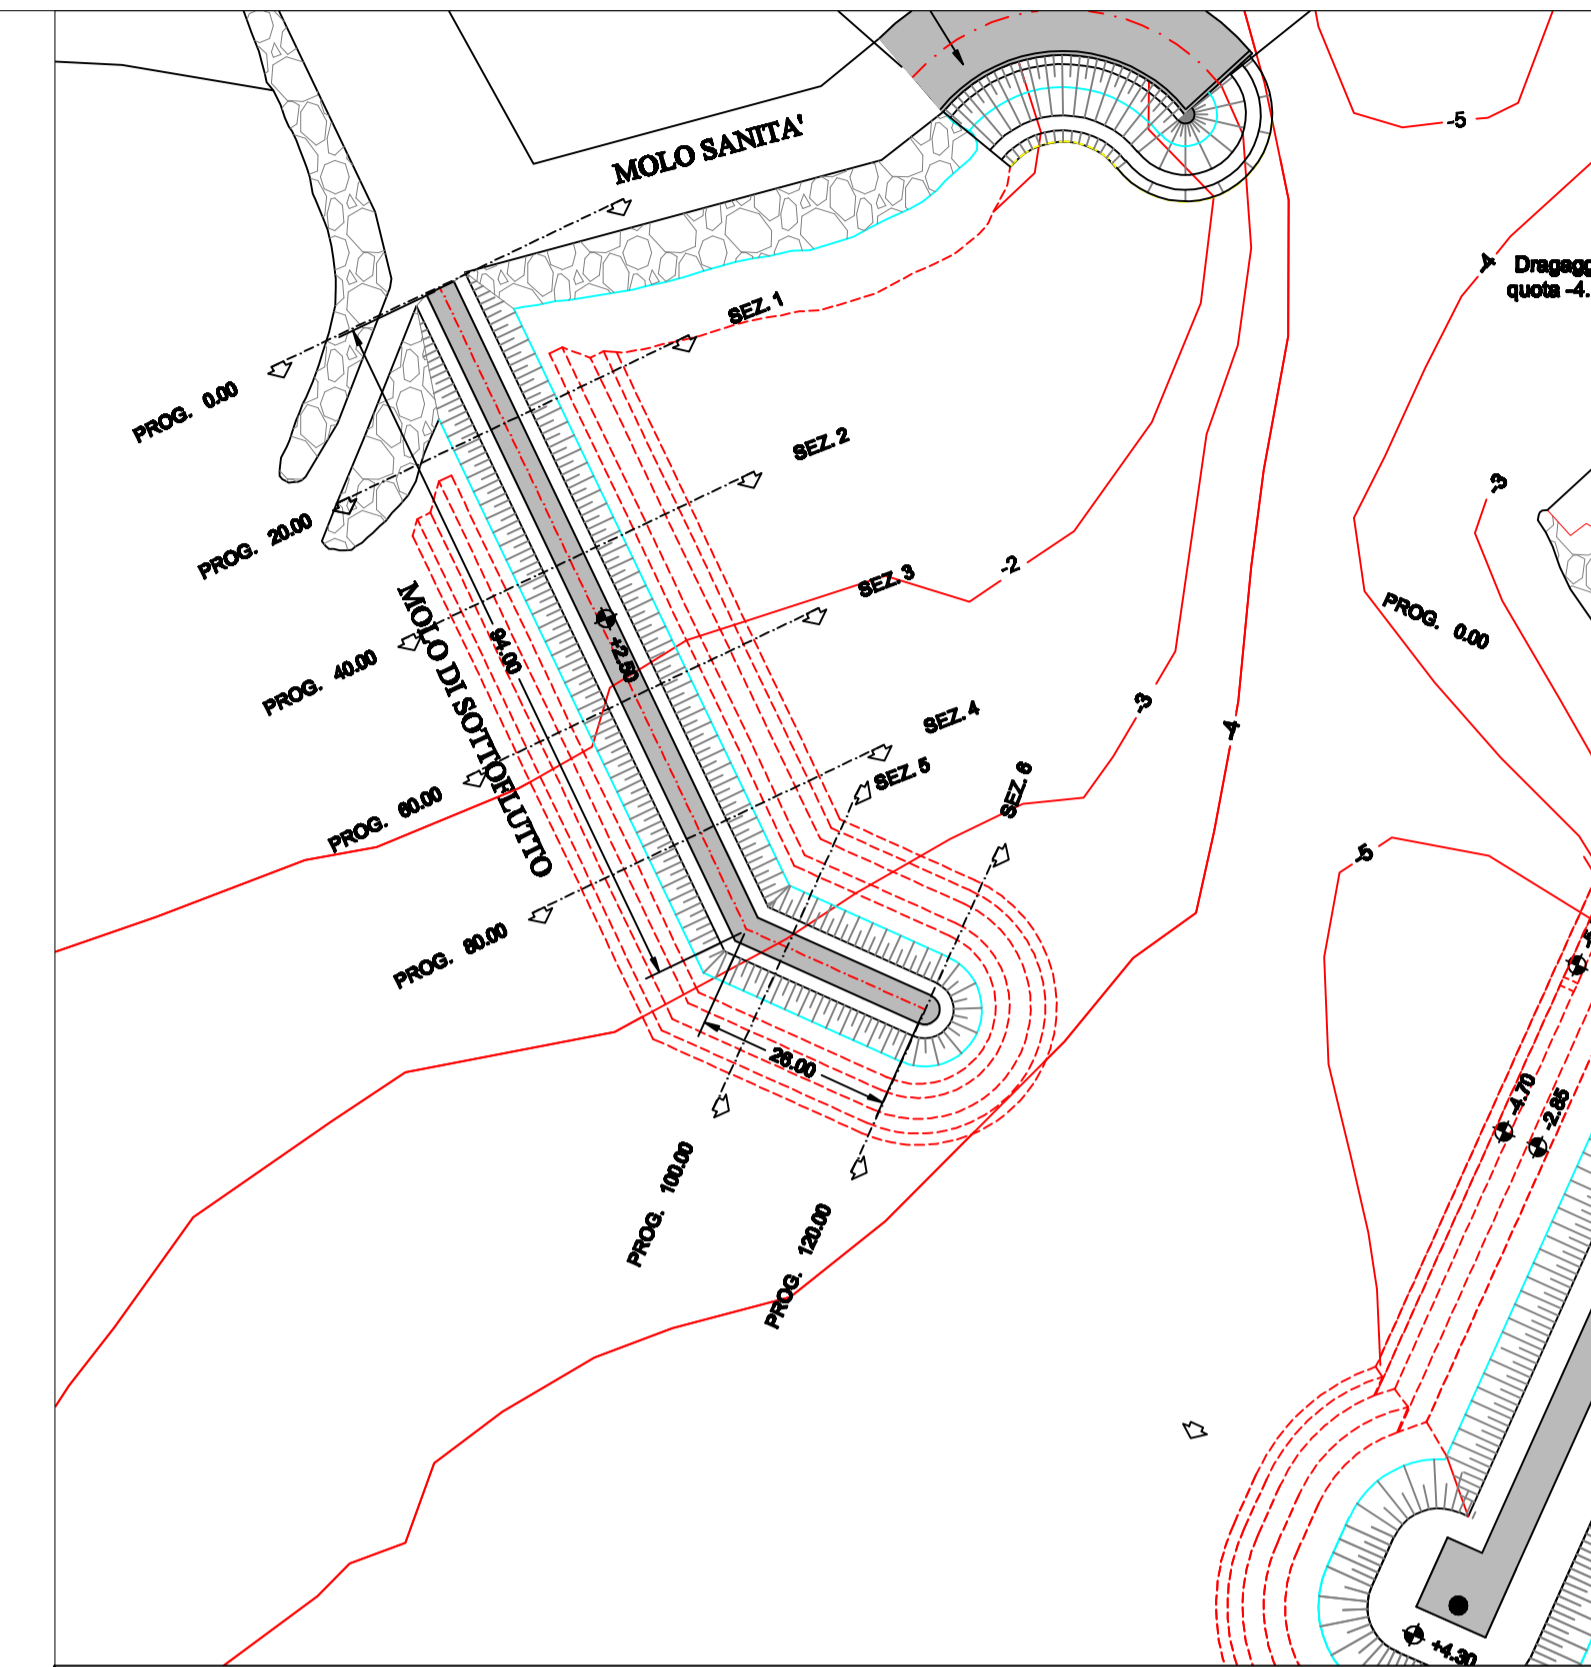 MOLO SANITA'
-5
-4
Dragagg
quota -4.
SEZ. 1
PROG. 0.00
SEZ. 2
-3
PROG. 20.00
-2
SEZ. 3
MOLO DI SOTTOFLUTTO
94.00
+2.50
PROG. 0.00
PROG. 40.00
-3
SEZ. 4
-4
SEZ. 5
SEZ. 6
PROG. 60.00
-5
PROG. 80.00
26.00
-4.70
-2.85
PROG. 100.00
PROG. 120.00
+4.30